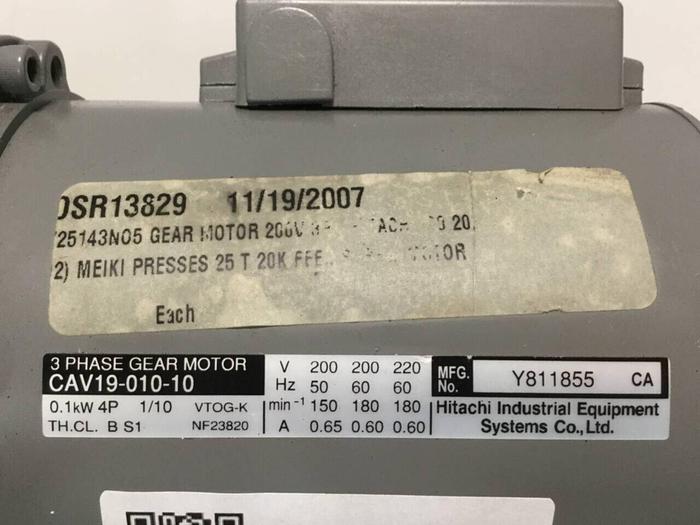 OSR13829 11/19/2007
725143N05 GEAR MOTOR 200V
2) MEIKI PRESSES 25 T 20K
Each
3 PHASE GEAR MOTOR
CAV19-010-10
0.1kW 4P 1/10 VTOG-K
TH.CL. B S1 NF23820
V 200 200 220
Hz 50 60 60
min-1 150 180 180
A 0.65 0.60 0.60
MFG. No. Y811855 CA
Hitachi Industrial Equipment
Systems Co.,Ltd.